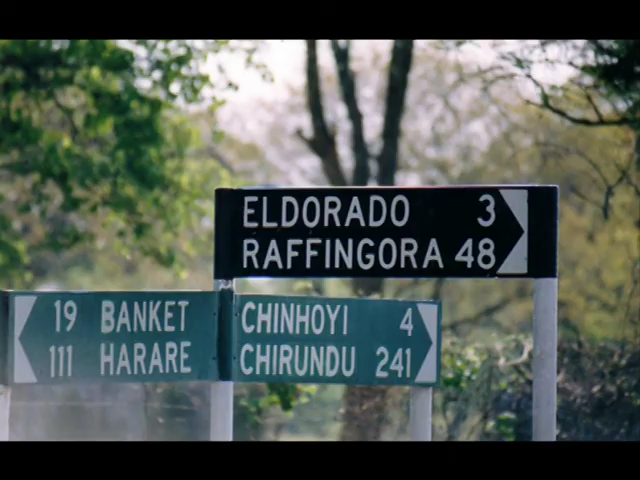 ELDORADO 3
RAFFINGORA 48
19 BANKET
111 HARARE
CHINHOYI 4
CHIRUNDU 241